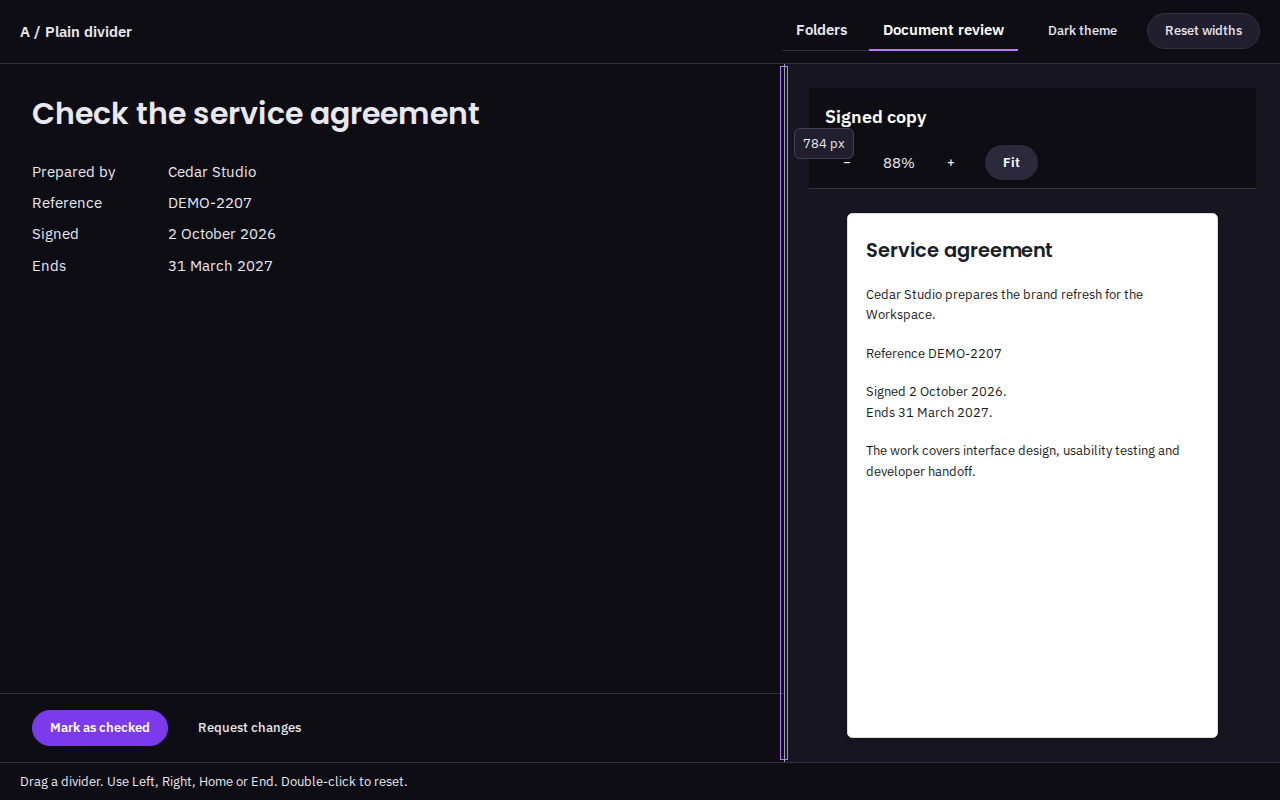 A / Plain divider
Folders
Document review
Dark theme
Reset widths
Check the service agreement
Prepared by Cedar Studio
Reference DEMO-2207
Signed 2 October 2026
Ends 31 March 2027
Mark as checked
Request changes
Signed copy
784 px
− 88% + Fit
Service agreement
Cedar Studio prepares the brand refresh for the
Workspace.
Reference DEMO-2207
Signed 2 October 2026.
Ends 31 March 2027.
The work covers interface design, usability testing and
developer handoff.
Drag a divider. Use Left, Right, Home or End. Double-click to reset.